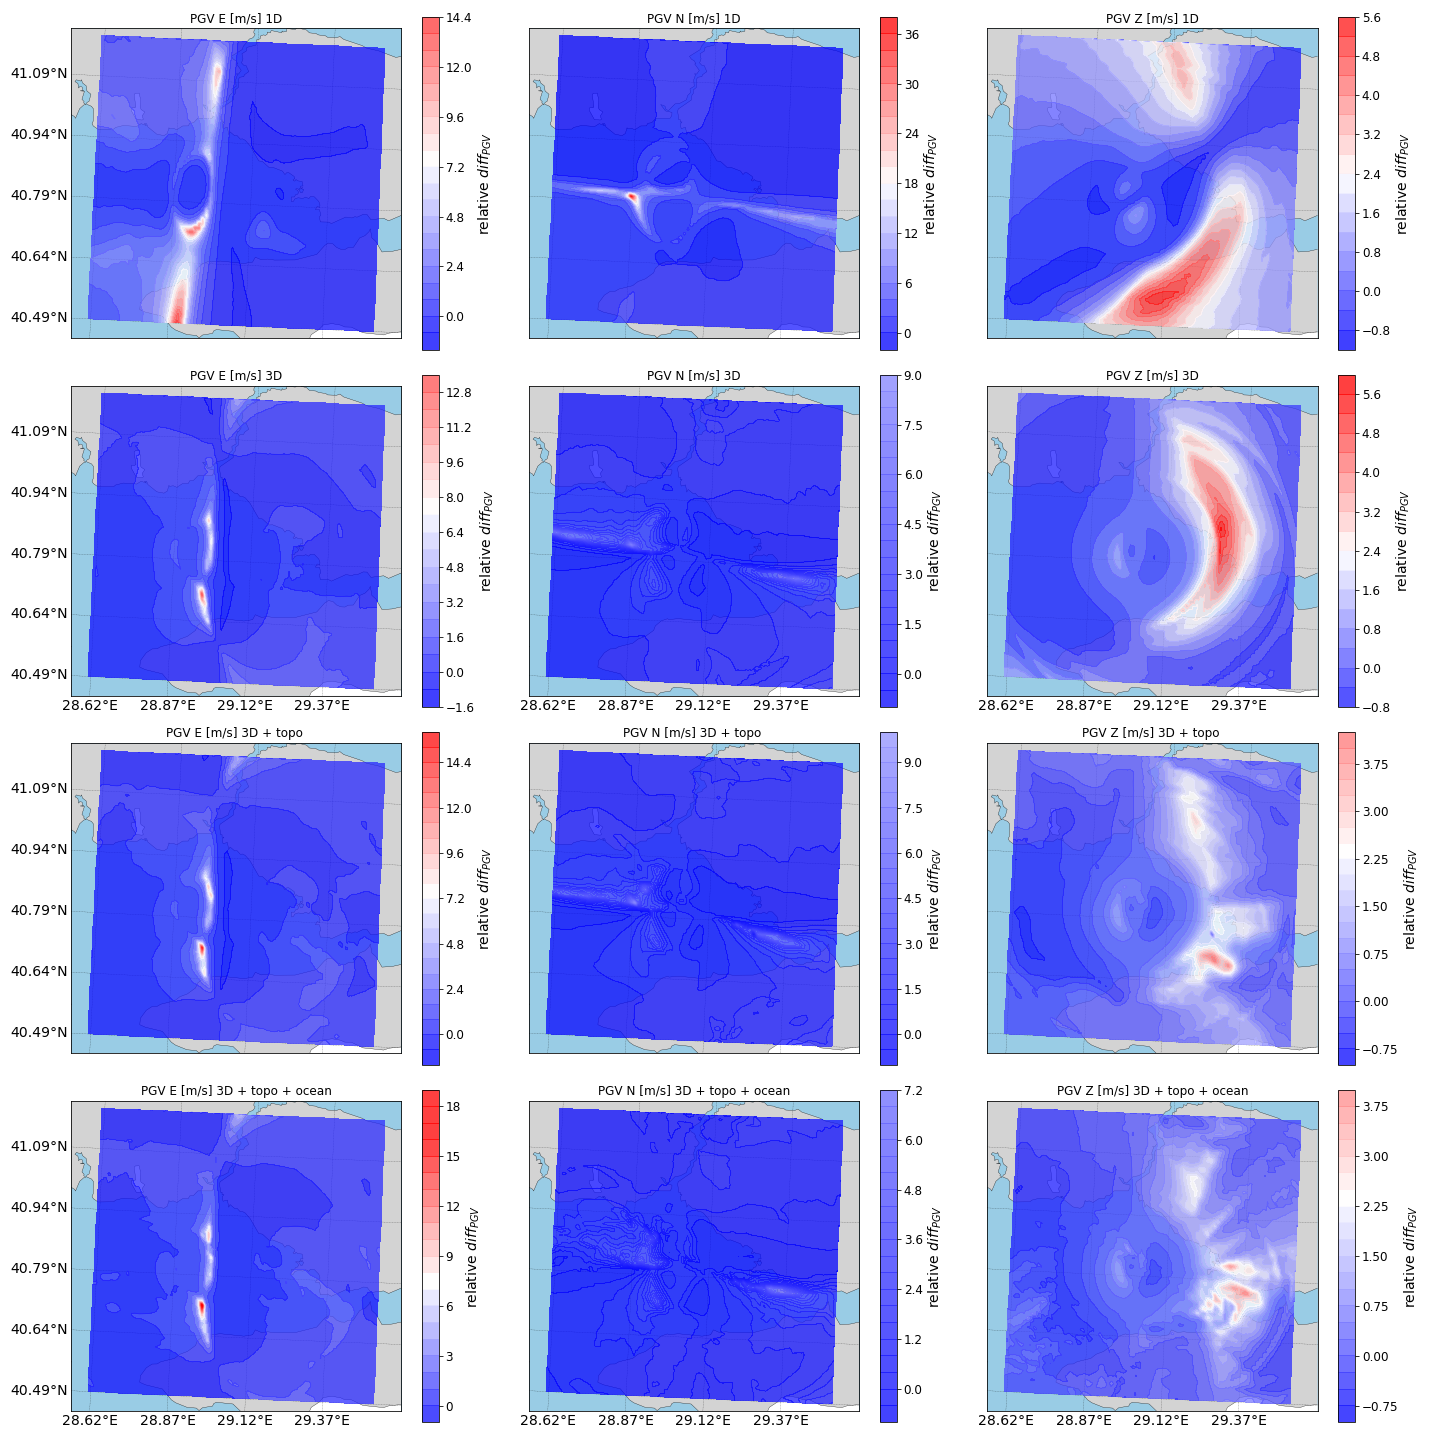 PGV E [m/s] 1D
41.09°N
40.94°N
40.79°N
40.64°N
40.49°N
14.4
12.0
9.6
7.2
4.8
2.4
0.0
relative diff_PGV
PGV N [m/s] 1D
36
30
24
18
12
6
0
relative diff_PGV
PGV Z [m/s] 1D
5.6
4.8
4.0
3.2
2.4
1.6
0.8
0.0
−0.8
relative diff_PGV
PGV E [m/s] 3D
41.09°N
40.94°N
40.79°N
40.64°N
40.49°N
28.62°E 28.87°E 29.12°E 29.37°E
12.8
11.2
9.6
8.0
6.4
4.8
3.2
1.6
0.0
−1.6
relative diff_PGV
PGV N [m/s] 3D
28.62°E 28.87°E 29.12°E 29.37°E
9.0
7.5
6.0
4.5
3.0
1.5
0.0
relative diff_PGV
PGV Z [m/s] 3D
28.62°E 28.87°E 29.12°E 29.37°E
5.6
4.8
4.0
3.2
2.4
1.6
0.8
0.0
−0.8
relative diff_PGV
PGV E [m/s] 3D + topo
41.09°N
40.94°N
40.79°N
40.64°N
40.49°N
14.4
12.0
9.6
7.2
4.8
2.4
0.0
relative diff_PGV
PGV N [m/s] 3D + topo
9.0
7.5
6.0
4.5
3.0
1.5
0.0
relative diff_PGV
PGV Z [m/s] 3D + topo
3.75
3.00
2.25
1.50
0.75
0.00
−0.75
relative diff_PGV
PGV E [m/s] 3D + topo + ocean
41.09°N
40.94°N
40.79°N
40.64°N
40.49°N
28.62°E 28.87°E 29.12°E 29.37°E
18
15
12
9
6
3
0
relative diff_PGV
PGV N [m/s] 3D + topo + ocean
28.62°E 28.87°E 29.12°E 29.37°E
7.2
6.0
4.8
3.6
2.4
1.2
0.0
relative diff_PGV
PGV Z [m/s] 3D + topo + ocean
28.62°E 28.87°E 29.12°E 29.37°E
3.75
3.00
2.25
1.50
0.75
0.00
−0.75
relative diff_PGV